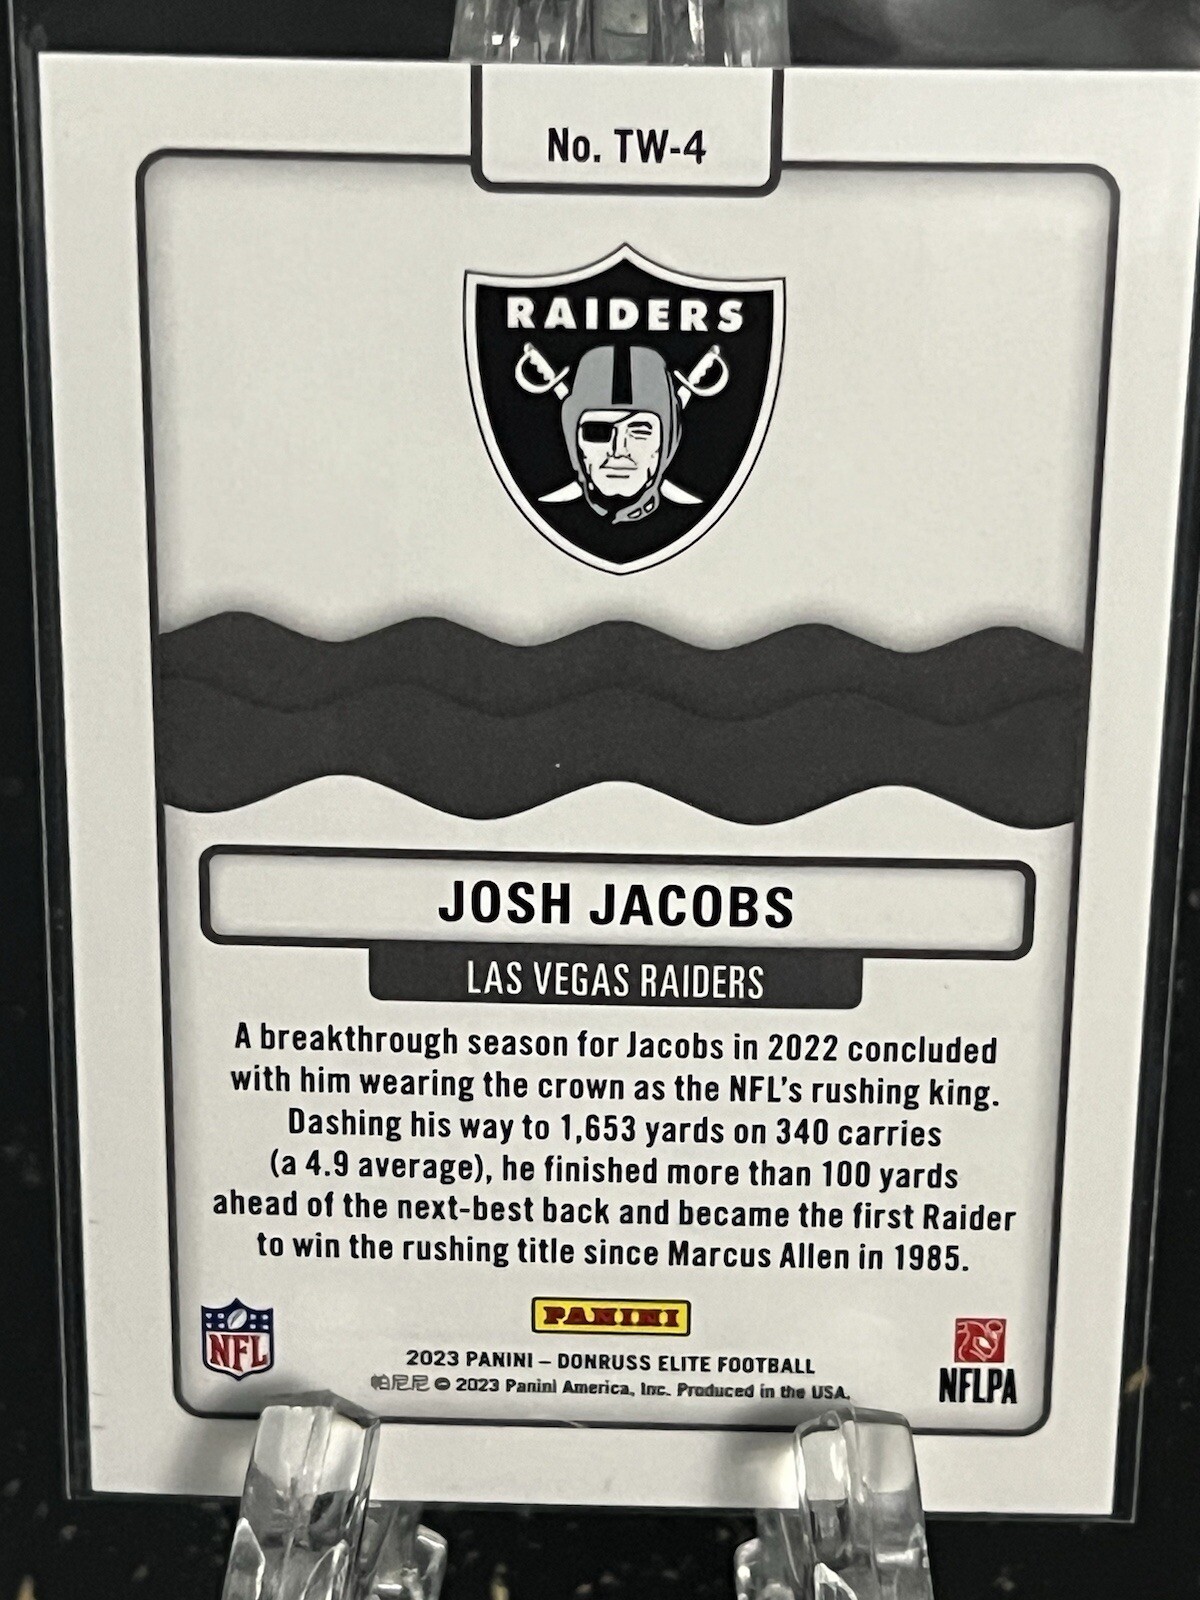 No. TW-4
RAIDERS
JOSH JACOBS
LAS VEGAS RAIDERS
A breakthrough season for Jacobs in 2022 concluded
with him wearing the crown as the NFL's rushing king.
Dashing his way to 1,653 yards on 340 carries
(a 4.9 average), he finished more than 100 yards
ahead of the next-best back and became the first Raider
to win the rushing title since Marcus Allen in 1985.
NFL
PANINI
2023 PANINI – DONRUSS ELITE FOOTBALL
帕尼尼 © 2023 Panini America, Inc. Produced in the USA.
NFLPA